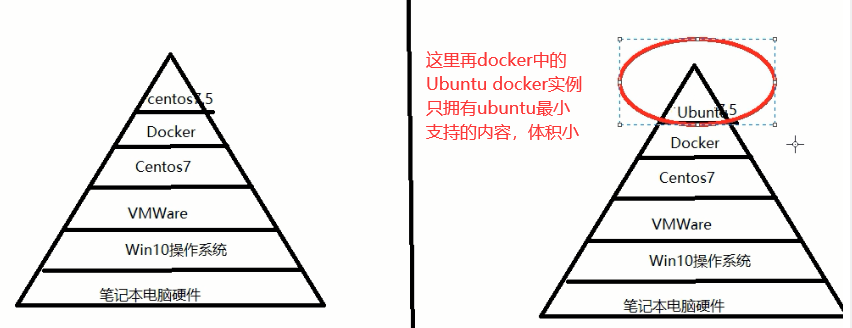 centos7.5
Docker
Centos7
VMWare
Win10操作系统
笔记本电脑硬件
这里再docker中的
Ubuntu docker实例
只拥有ubuntu最小
支持的内容，体积小
Ubuntu7.5
Docker
Centos7
VMWare
Win10操作系统
笔记本电脑硬件